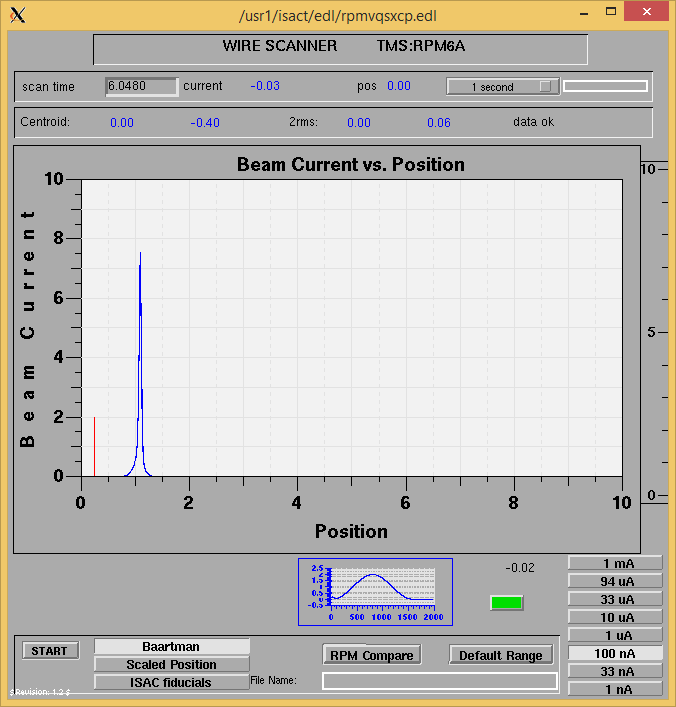 /usr1/isact/edl/rpmvqsxcp.edl
WIRE SCANNER TMS:RPM6A
scan time 6.0480 current -0.03 pos 0.00 1 second
Centroid: 0.00 -0.40 2rms: 0.00 0.06 data ok
Beam Current vs. Position
10
8
6
4
2
0
Beam Current
0 2 4 6 8 10
Position
10
5
0
2.5
2.0
1.5
1.0
0.5
0.0
-0.5
0 500 1000 1500 2000
-0.02
1 mA
94 uA
33 uA
10 uA
1 uA
100 nA
33 nA
1 nA
START
Baartman
Scaled Position
ISAC fiducials
RPM Compare
Default Range
File Name:
$Revision: 1.2 $